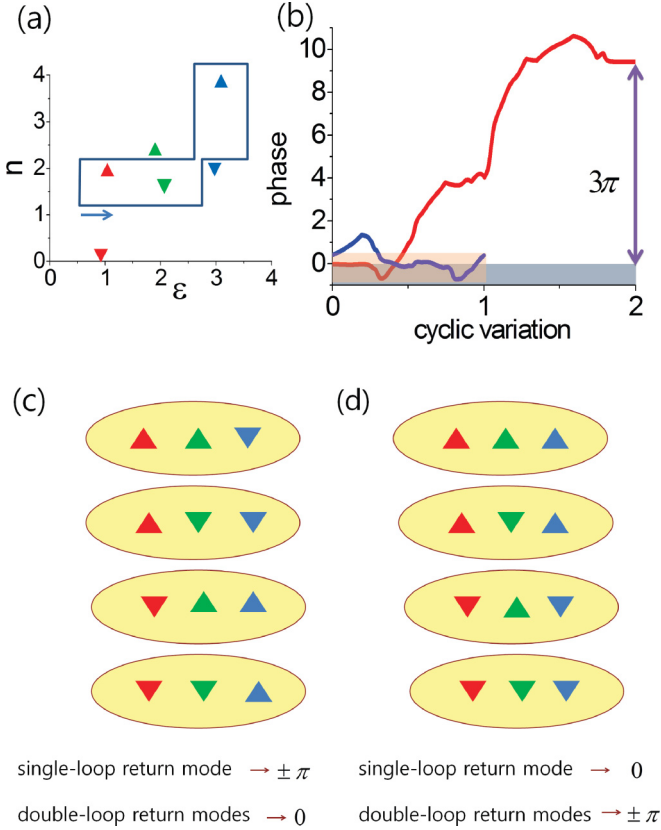 (a)
n
4
3
2
1
0
0 1 2 3 4
ε
(b)
phase
10
8
6
4
2
0
3π
0 1 2
cyclic variation
(c)
(d)
single-loop return mode → ± π
double-loop return modes → 0
single-loop return mode → 0
double-loop return modes → ± π